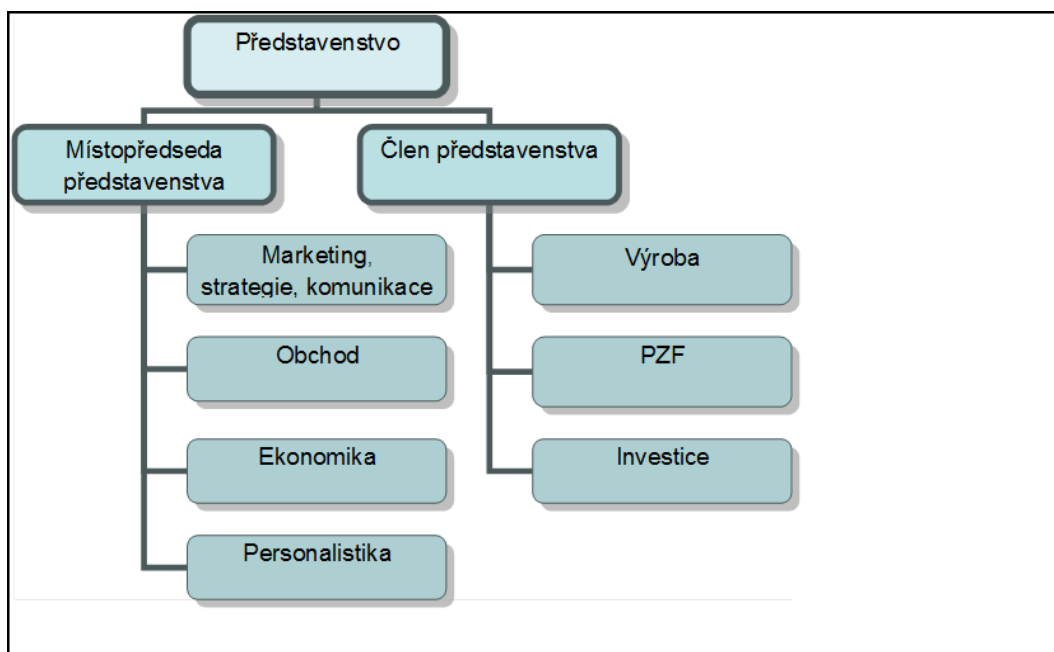 Představenstvo
Místopředseda
představenstva
Člen představenstva
Marketing,
strategie, komunikace
Výroba
Obchod
PZF
Ekonomika
Investice
Personalistika